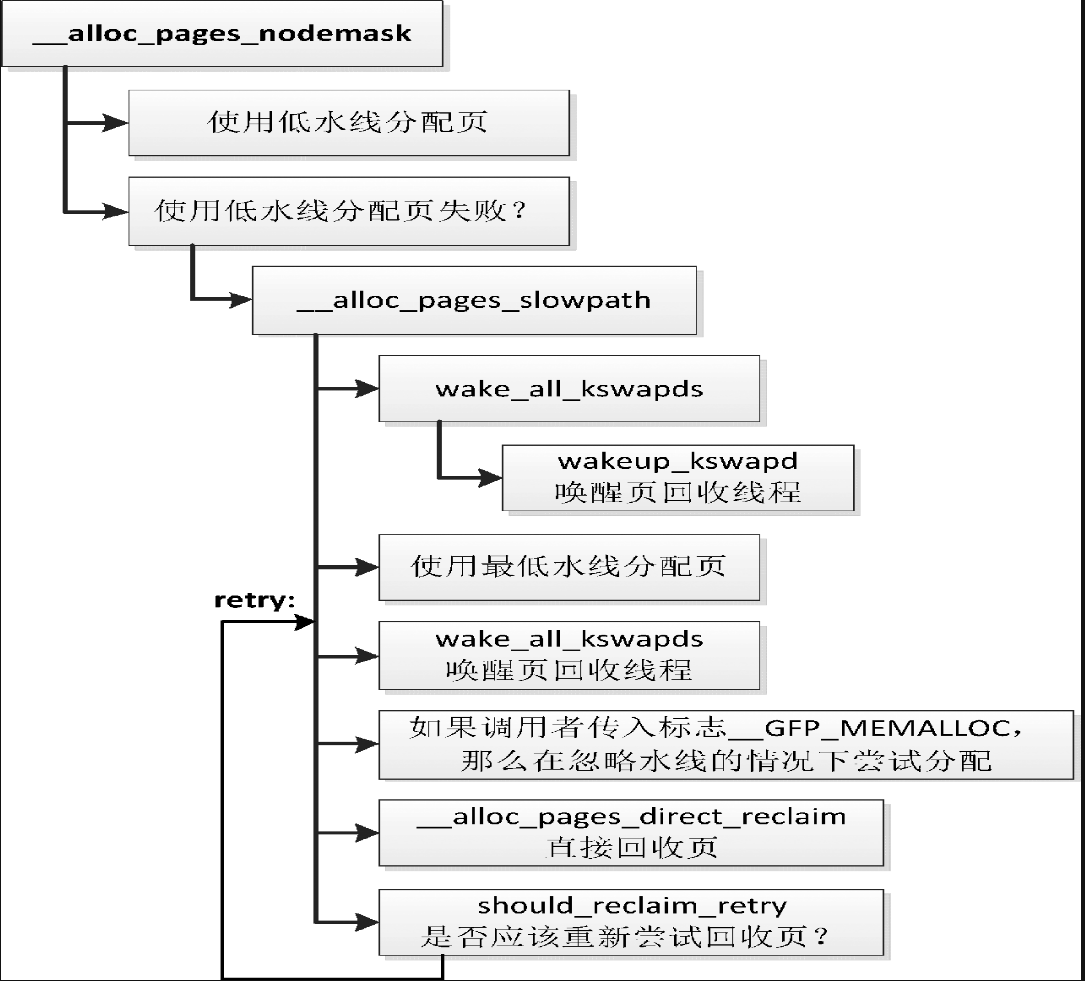 __alloc_pages_nodemask
使用低水线分配页
使用低水线分配页失败？
__alloc_pages_slowpath
wake_all_kswapds
wakeup_kswapd
唤醒页回收线程
使用最低水线分配页
retry:
wake_all_kswapds
唤醒页回收线程
如果调用者传入标志__GFP_MEMALLOC，
那么在忽略水线的情况下尝试分配
__alloc_pages_direct_reclaim
直接回收页
should_reclaim_retry
是否应该重新尝试回收页？